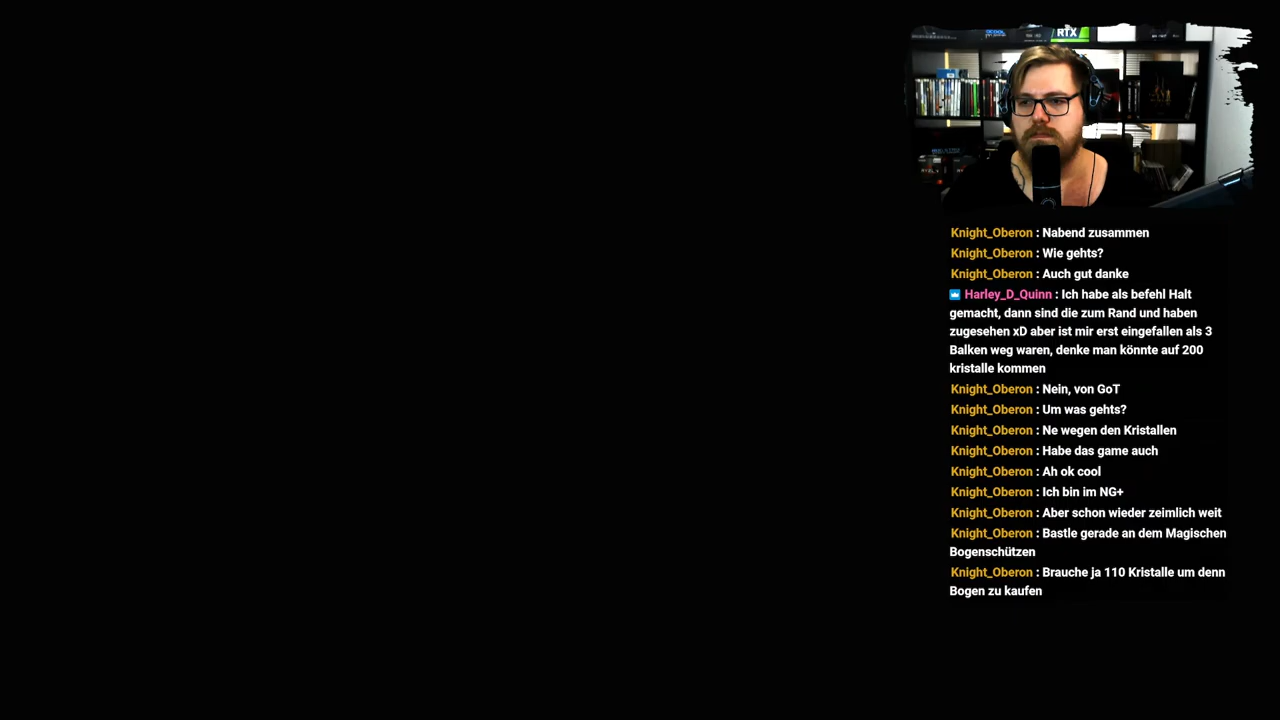 RTX
Knight_Oberon : Nabend zusammen
Knight_Oberon : Wie gehts?
Knight_Oberon : Auch gut danke
Harley_D_Quinn : Ich habe als befehl Halt
gemacht, dann sind die zum Rand und haben
zugesehen xD aber ist mir erst eingefallen als 3
Balken weg waren, denke man könnte auf 200
kristalle kommen
Knight_Oberon : Nein, von GoT
Knight_Oberon : Um was gehts?
Knight_Oberon : Ne wegen den Kristallen
Knight_Oberon : Habe das game auch
Knight_Oberon : Ah ok cool
Knight_Oberon : Ich bin im NG+
Knight_Oberon : Aber schon wieder zeimlich weit
Knight_Oberon : Bastle gerade an dem Magischen
Bogenschützen
Knight_Oberon : Brauche ja 110 Kristalle um denn
Bogen zu kaufen